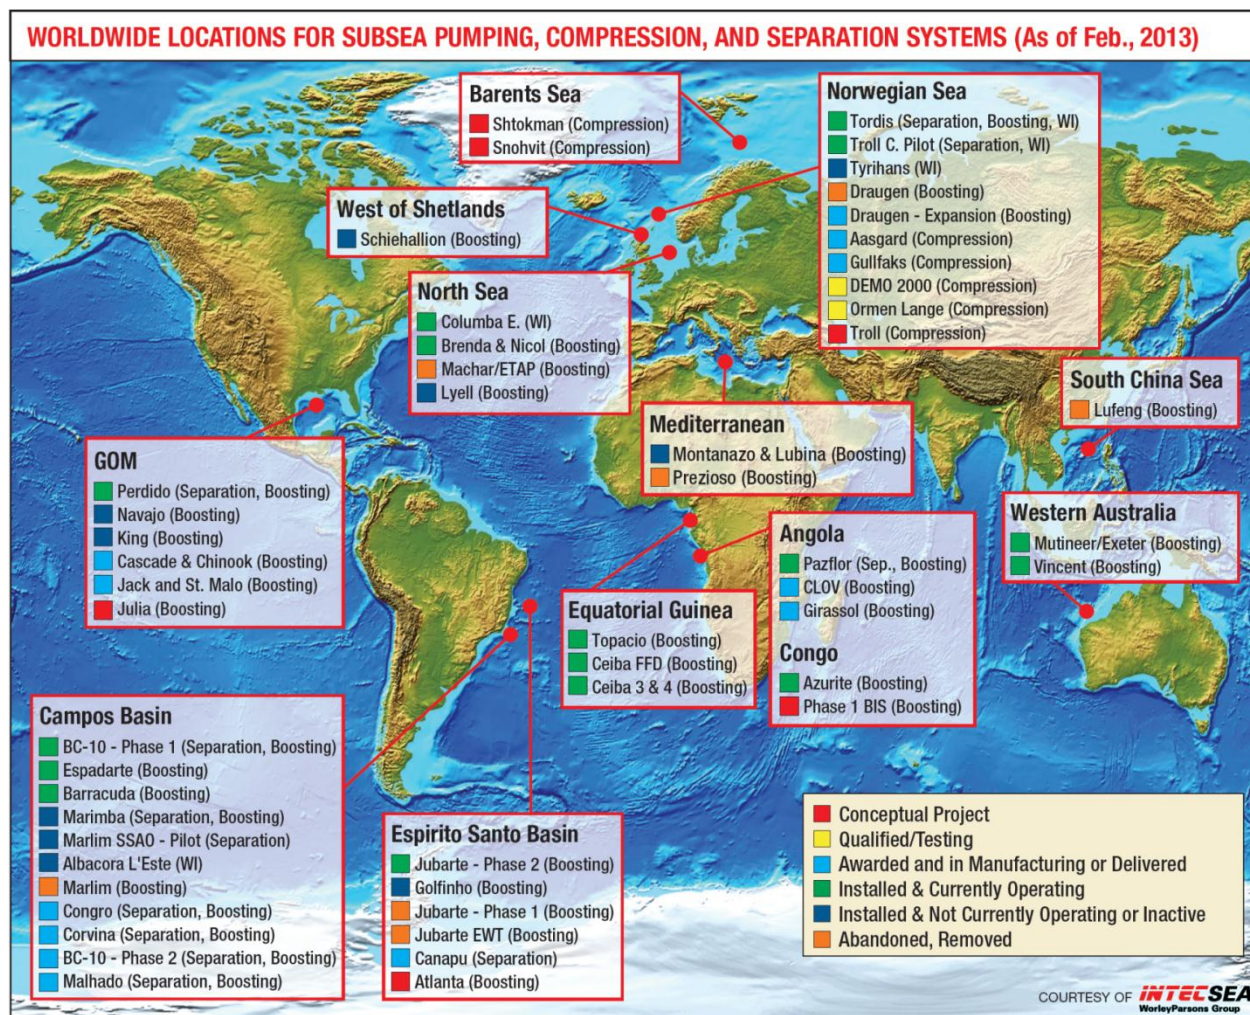 WORLDWIDE LOCATIONS FOR SUBSEA PUMPING, COMPRESSION, AND SEPARATION SYSTEMS (As of Feb., 2013)
Barents Sea
Shtokman (Compression)
Snohvit (Compression)
Norwegian Sea
Tordis (Separation, Boosting, WI)
Troll C. Pilot (Separation, WI)
Tyrihans (WI)
Draugen (Boosting)
Draugen - Expansion (Boosting)
Aasgard (Compression)
Gullfaks (Compression)
DEMO 2000 (Compression)
Ormen Lange (Compression)
Troll (Compression)
West of Shetlands
Schiehallion (Boosting)
North Sea
Columba E. (WI)
Brenda & Nicol (Boosting)
Machar/ETAP (Boosting)
Lyell (Boosting)
South China Sea
Lufeng (Boosting)
Mediterranean
Montanazo & Lubina (Boosting)
Prezioso (Boosting)
GOM
Perdido (Separation, Boosting)
Navajo (Boosting)
King (Boosting)
Cascade & Chinook (Boosting)
Jack and St. Malo (Boosting)
Julia (Boosting)
Western Australia
Mutineer/Exeter (Boosting)
Vincent (Boosting)
Angola
Pazflor (Sep., Boosting)
CLOV (Boosting)
Girassol (Boosting)
Congo
Azurite (Boosting)
Phase 1 BIS (Boosting)
Equatorial Guinea
Topacio (Boosting)
Ceiba FFD (Boosting)
Ceiba 3 & 4 (Boosting)
Campos Basin
BC-10 - Phase 1 (Separation, Boosting)
Espadarte (Boosting)
Barracuda (Boosting)
Marimba (Separation, Boosting)
Marlim SSAO - Pilot (Separation)
Albacora L'Este (WI)
Marlim (Boosting)
Congro (Separation, Boosting)
Corvina (Separation, Boosting)
BC-10 - Phase 2 (Separation, Boosting)
Malhado (Separation, Boosting)
Espirito Santo Basin
Jubarte - Phase 2 (Boosting)
Golfinho (Boosting)
Jubarte - Phase 1 (Boosting)
Jubarte EWT (Boosting)
Canapu (Separation)
Atlanta (Boosting)
Conceptual Project
Qualified/Testing
Awarded and in Manufacturing or Delivered
Installed & Currently Operating
Installed & Not Currently Operating or Inactive
Abandoned, Removed
COURTESY OF INTECSEA
WorleyParsons Group